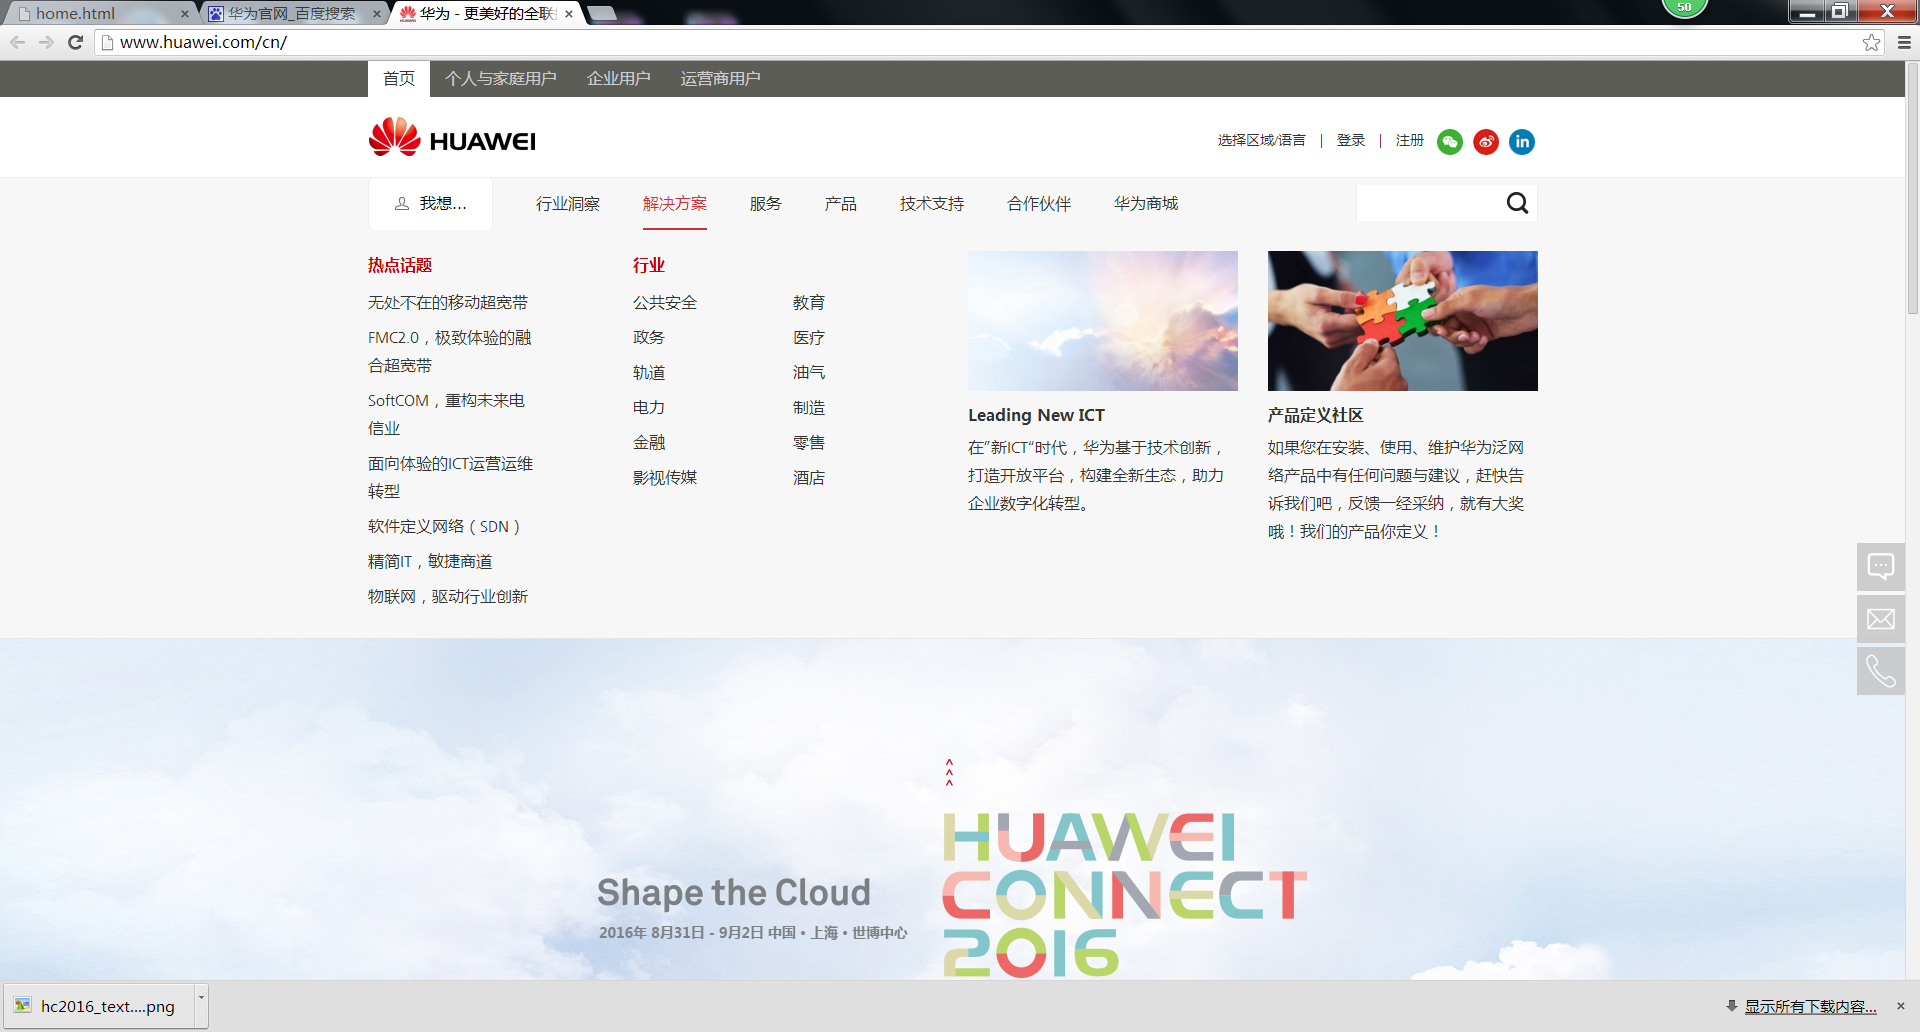 home.html
华为官网_百度搜索
华为 - 更美好的全联
50
www.huawei.com/cn/
首页 个人与家庭用户 企业用户 运营商用户
HUAWEI
选择区域/语言 | 登录 | 注册
in
我想... 行业洞察 解决方案 服务 产品 技术支持 合作伙伴 华为商城
热点话题
无处不在的移动超宽带
FMC2.0，极致体验的融
合超宽带
SoftCOM，重构未来电
信业
面向体验的ICT运营运维
转型
软件定义网络（SDN）
精简IT，敏捷商道
物联网，驱动行业创新
行业
公共安全 教育
政务 医疗
轨道 油气
电力 制造
金融 零售
影视传媒 酒店
Leading New ICT
在”新ICT“时代，华为基于技术创新，
打造开放平台，构建全新生态，助力
企业数字化转型。
产品定义社区
如果您在安装、使用、维护华为泛网
络产品中有任何问题与建议，赶快告
诉我们吧，反馈一经采纳，就有大奖
哦！我们的产品你定义！
Shape the Cloud
2016年 8月31日 - 9月2日 中国•上海•世博中心
HUAWEI
CONNECT
2016
hc2016_text....png
显示所有下载内容...